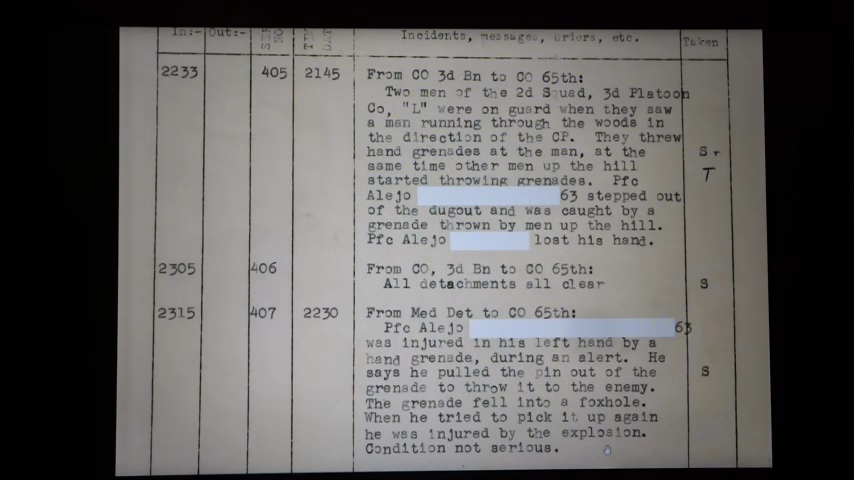 In:- Out:- SER NO. TIME DATE Incidents, messages, orders, etc. Taken
2233 405 2145 From CO 3d Bn to CO 65th:
Two men of the 2d Squad, 3d Platoon
Co, "L" were on guard when they saw
a man running through the woods in
the direction of the CP. They threw
hand grenades at the man, at the S +
same time other men up the hill
started throwing grenades. Pfc T
Alejo 63 stepped out
of the dugout and was caught by a
grenade thrown by men up the hill.
Pfc Alejo lost his hand.
2305 406 From CO, 3d Bn to CO 65th:
All detachments all clear S
2315 407 2230 From Med Det to CO 65th:
Pfc Alejo 63
was injured in his left hand by a
hand grenade, during an alert. He
says he pulled the pin out of the S
grenade to throw it to the enemy.
The grenade fell into a foxhole.
When he tried to pick it up again
he was injured by the explosion.
Condition not serious.